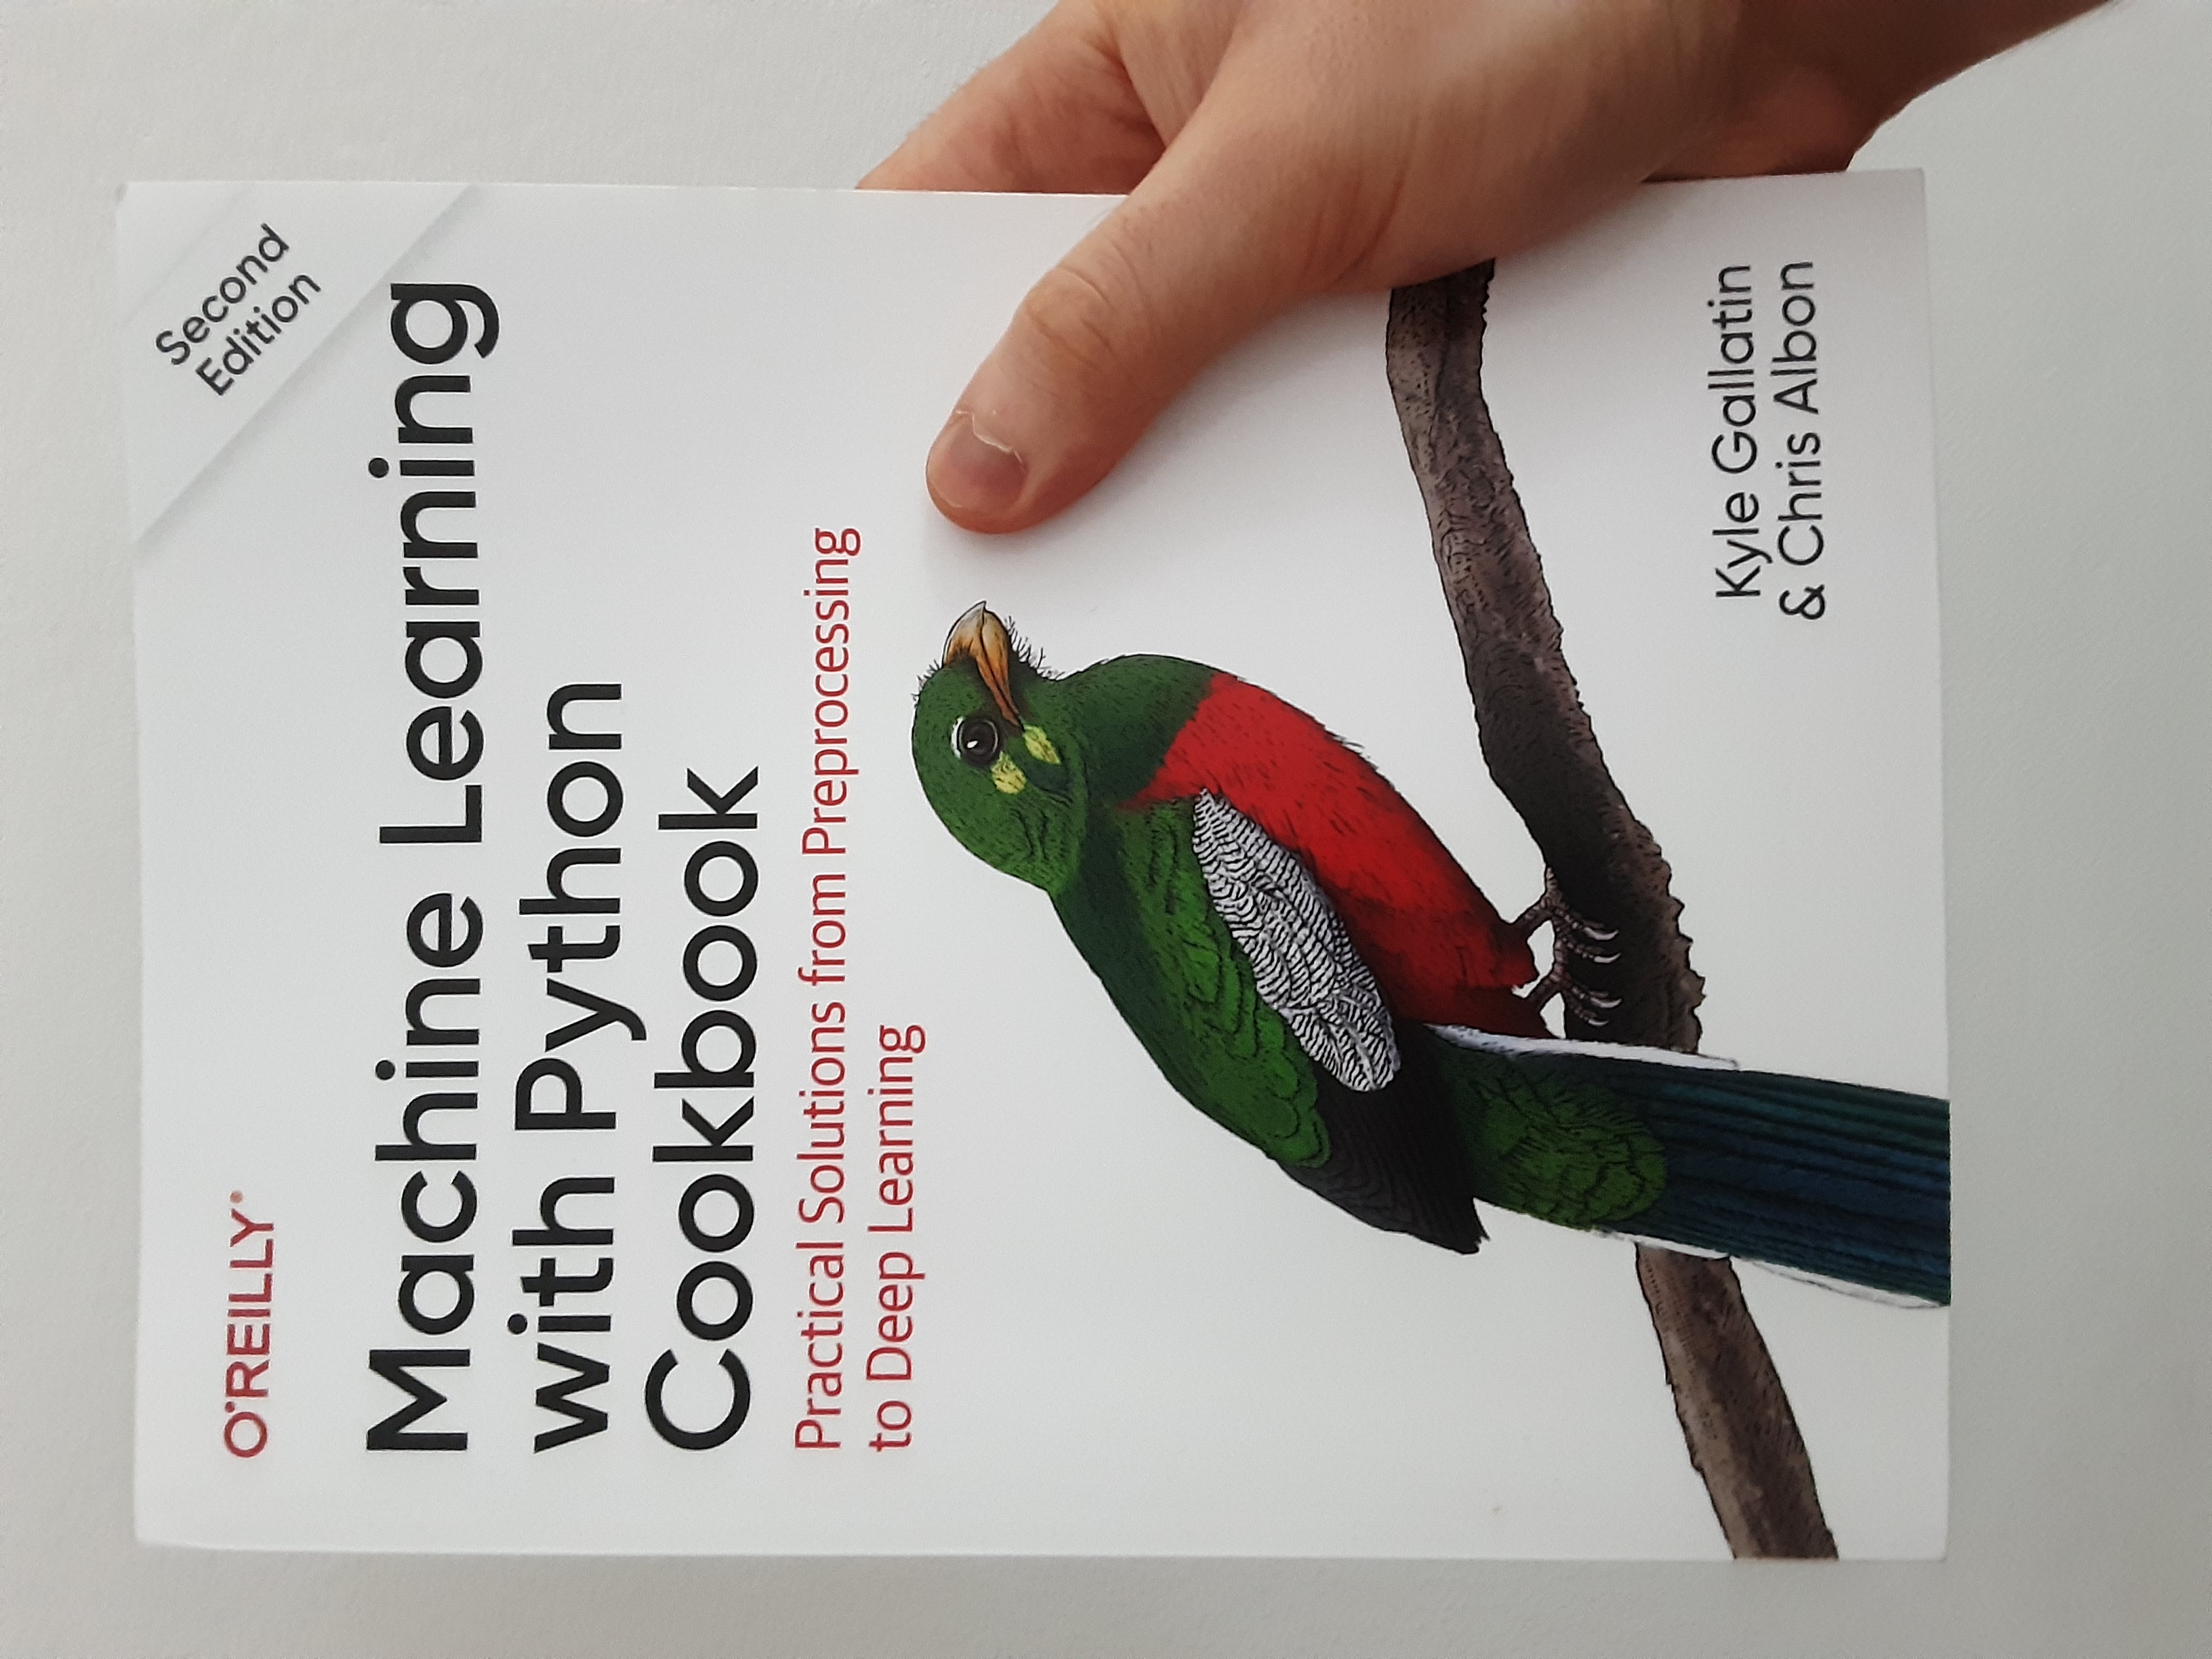 O'REILLY®
Second
Edition
Machine Learning
with Python
Cookbook
Practical Solutions from Preprocessing
to Deep Learning
Kyle Gallatin
& Chris Albon